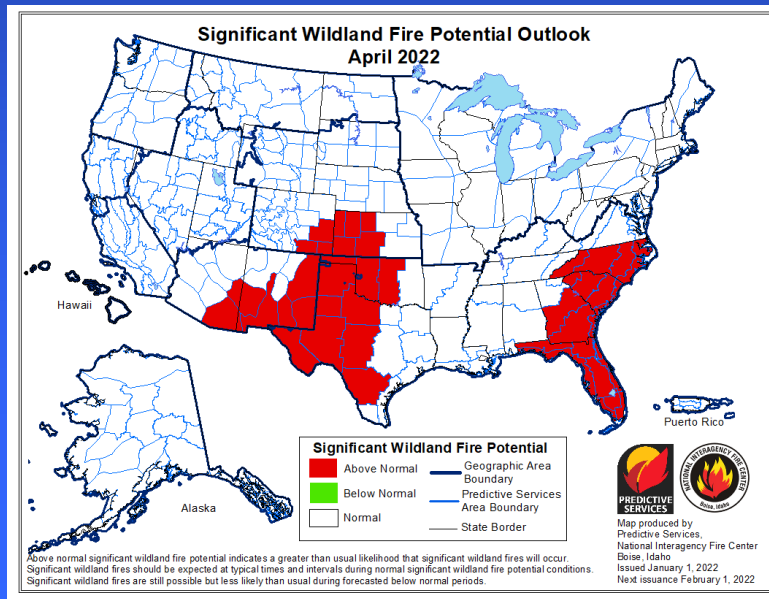 Significant Wildland Fire Potential Outlook
April 2022
Hawaii
Alaska
Puerto Rico
Significant Wildland Fire Potential
Above Normal
Below Normal
Normal
Geographic Area
Boundary
Predictive Services
Area Boundary
State Border
PREDICTIVE
SERVICES
NATIONAL INTERAGENCY FIRE CENTER
Boise, Idaho
Map produced by
Predictive Services,
National Interagency Fire Center
Boise, Idaho
Issued January 1, 2022
Next issuance February 1, 2022
Above normal significant wildland fire potential indicates a greater than usual likelihood that significant wildland fires will occur.
Significant wildland fires should be expected at typical times and intervals during normal significant wildland fire potential conditions.
Significant wildland fires are still possible but less likely than usual during forecasted below normal periods.